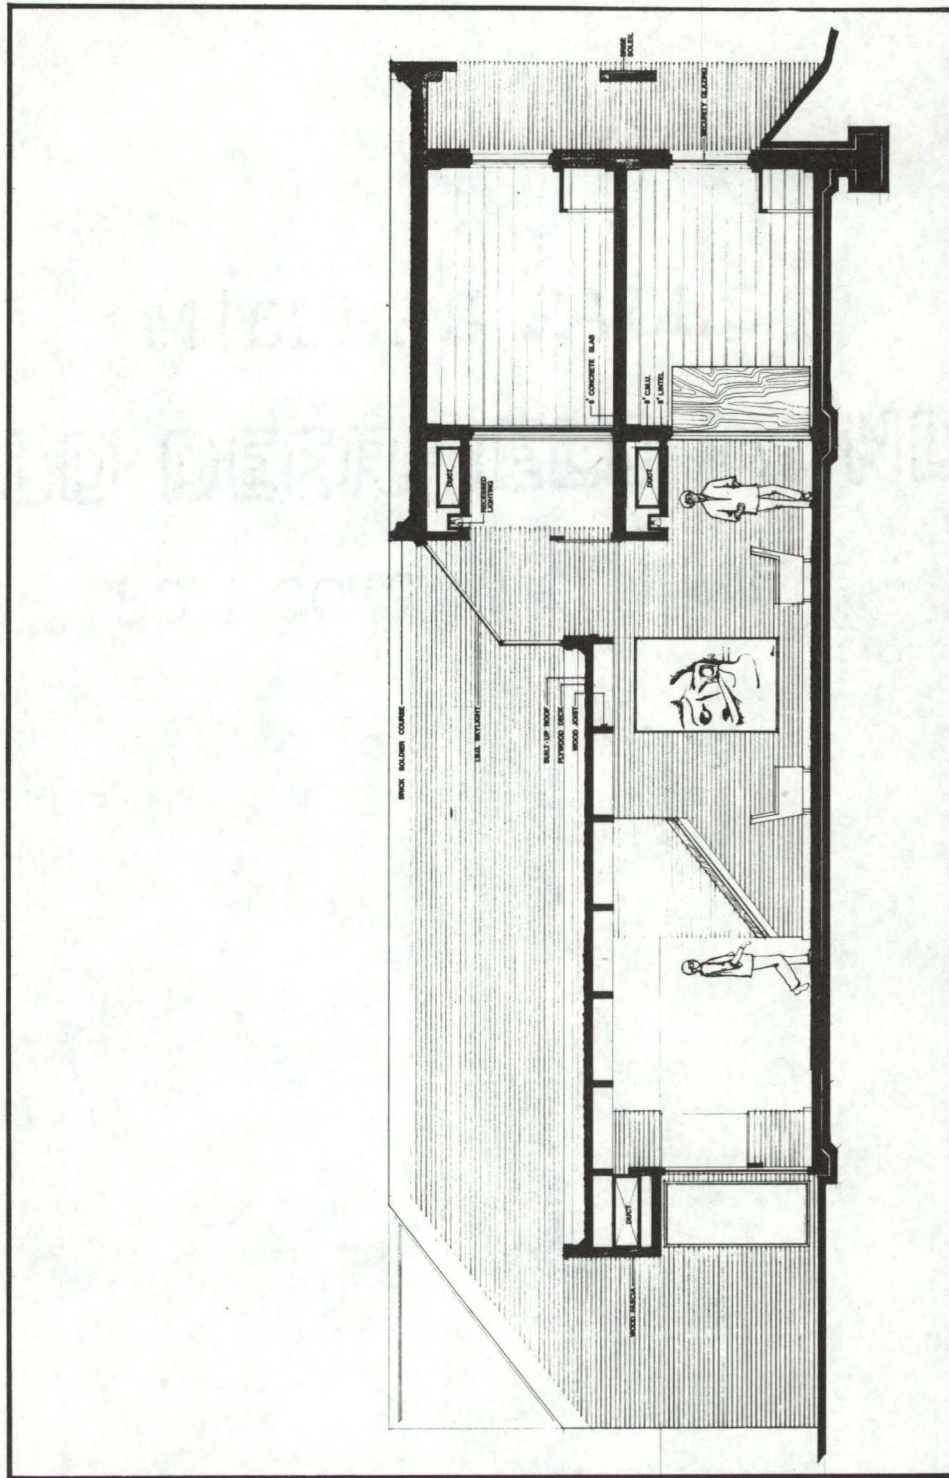 BRICK SOLDIER COURSE
DUCT
RECESSED
LIGHTING
I.B.G. SKYLIGHT
BUILT-UP ROOF
PLYWOOD DECK
WOOD JOIST
6" CONCRETE SLAB
BRISE
SOLEIL
DUCT
WOOD FASCIA
DUCT
8" C.M.U.
8" LINTEL
SECURITY GLAZING